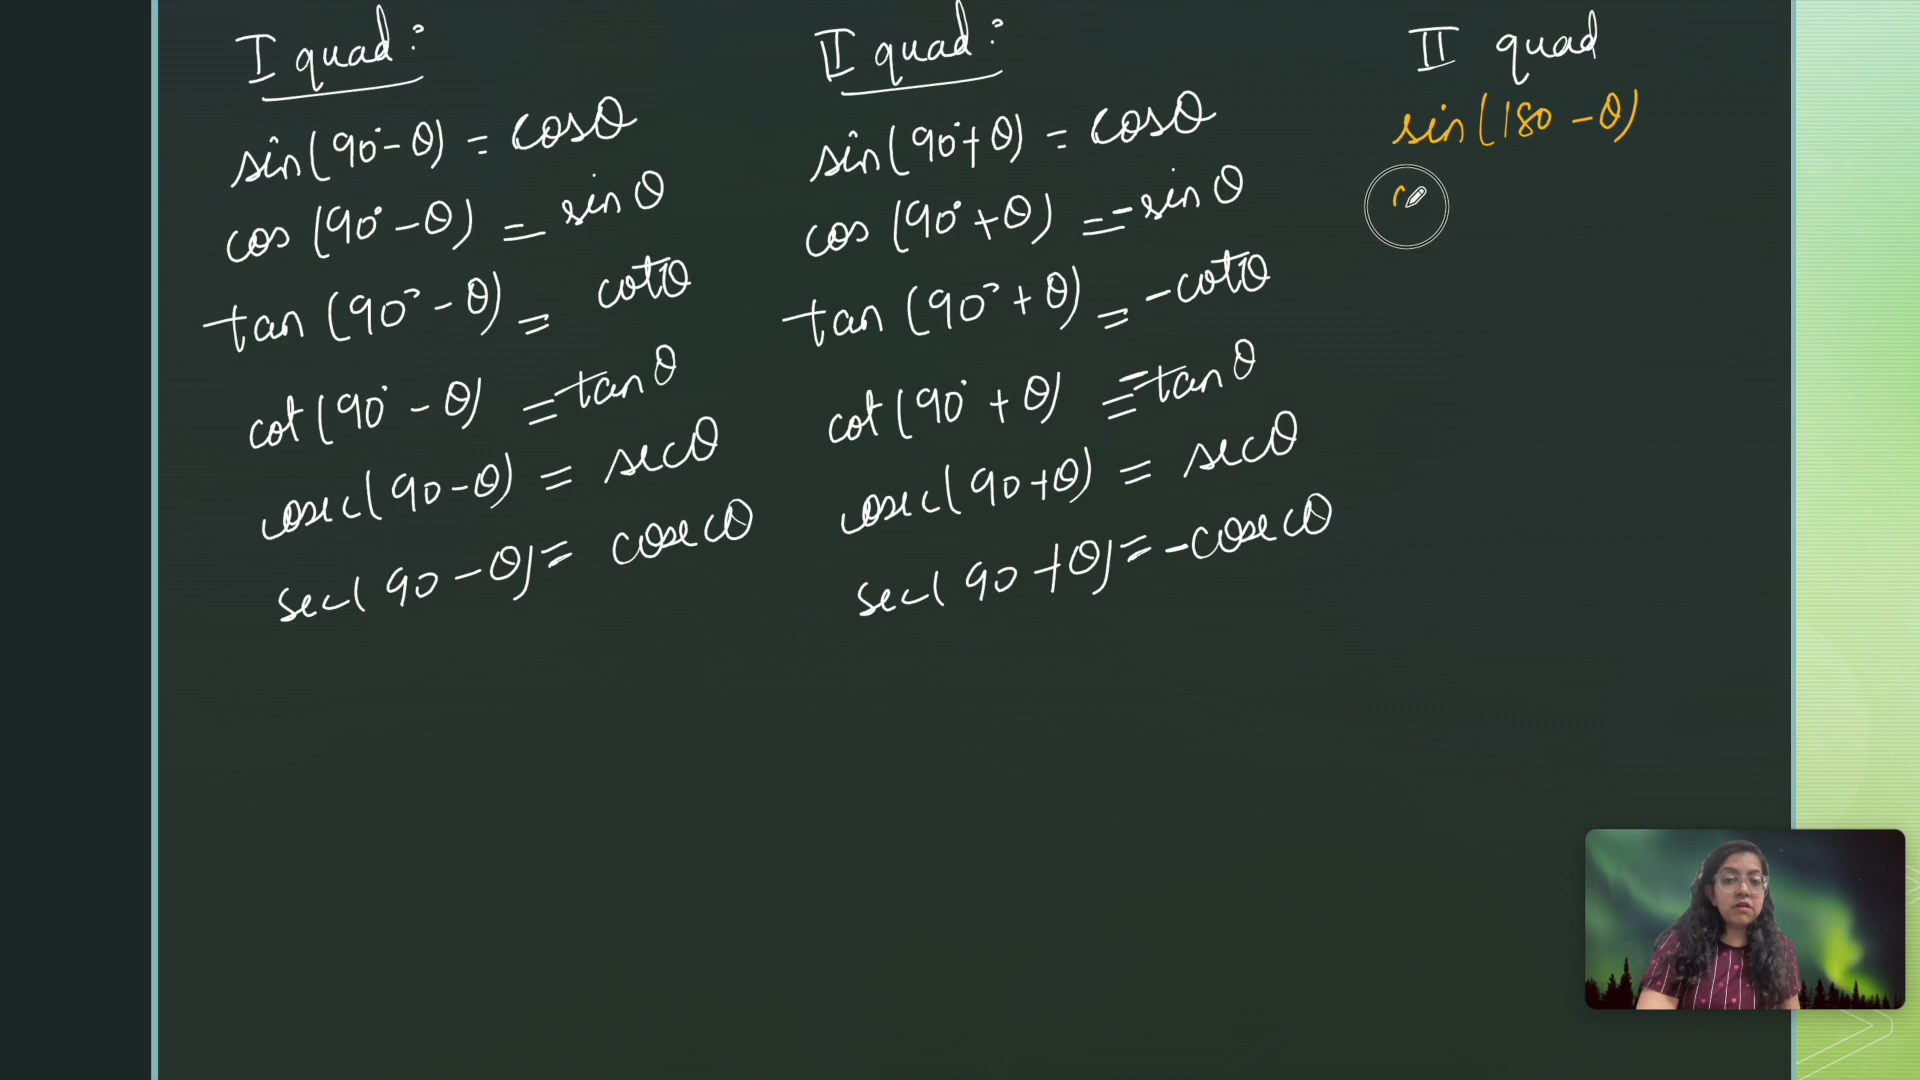 I quad:
sin(90°-θ) = cosθ
cos(90°-θ) = sinθ
tan(90°-θ) = cotθ
cot(90°-θ) = tanθ
cosec(90-θ) = secθ
sec(90-θ) = cosecθ
II quad:
sin(90°+θ) = cosθ
cos(90°+θ) = -sinθ
tan(90°+θ) = -cotθ
cot(90°+θ) = -tanθ
cosec(90+θ) = secθ
sec(90+θ) = -cosecθ
II quad
sin(180-θ)